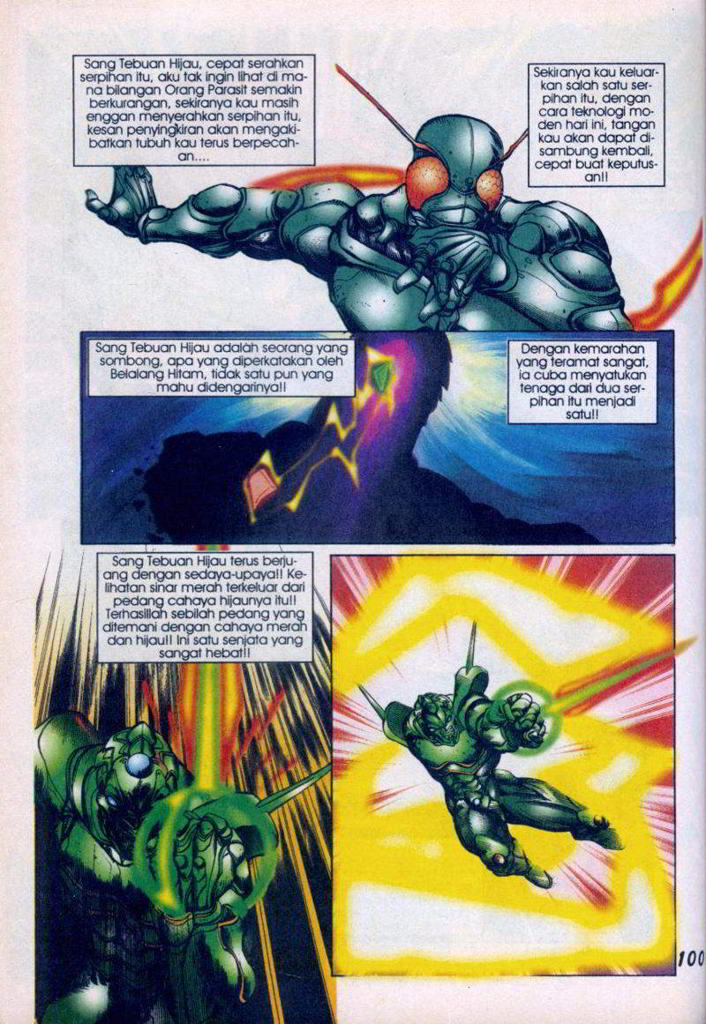 Sang Tebuan Hijau, cepat serahkan
serpihan itu, aku tak ingin lihat di ma-
na bilangan Orang Parasit semakin
berkurangan, sekiranya kau masih
enggan menyerahkan serpihan itu,
kesan penyingkiran akan mengaki-
batkan tubuh kau terus berpecah-
an....
Sekiranya kau keluar-
kan salah satu ser-
pihan itu, dengan
cara teknologi mo-
den hari ini, tangan
kau akan dapat di-
sambung kembali,
cepat buat keputus-
an!!
Sang Tebuan Hijau adalah seorang yang
sombong, apa yang diperkatakan oleh
Belalang Hitam, tidak satu pun yang
mahu didengarinya!!
Dengan kemarahan
yang teramat sangat,
ia cuba menyatukan
tenaga dari dua ser-
pihan itu menjadi
satu!!
Sang Tebuan Hijau terus berju-
ang dengan sedaya-upaya!! Ke-
lihatan sinar merah terkeluar dari
pedang cahaya hijaunya itu!!
Terhasillah sebilah pedang yang
ditemani dengan cahaya merah
dan hijau!! Ini satu senjata yang
sangat hebat!!
100